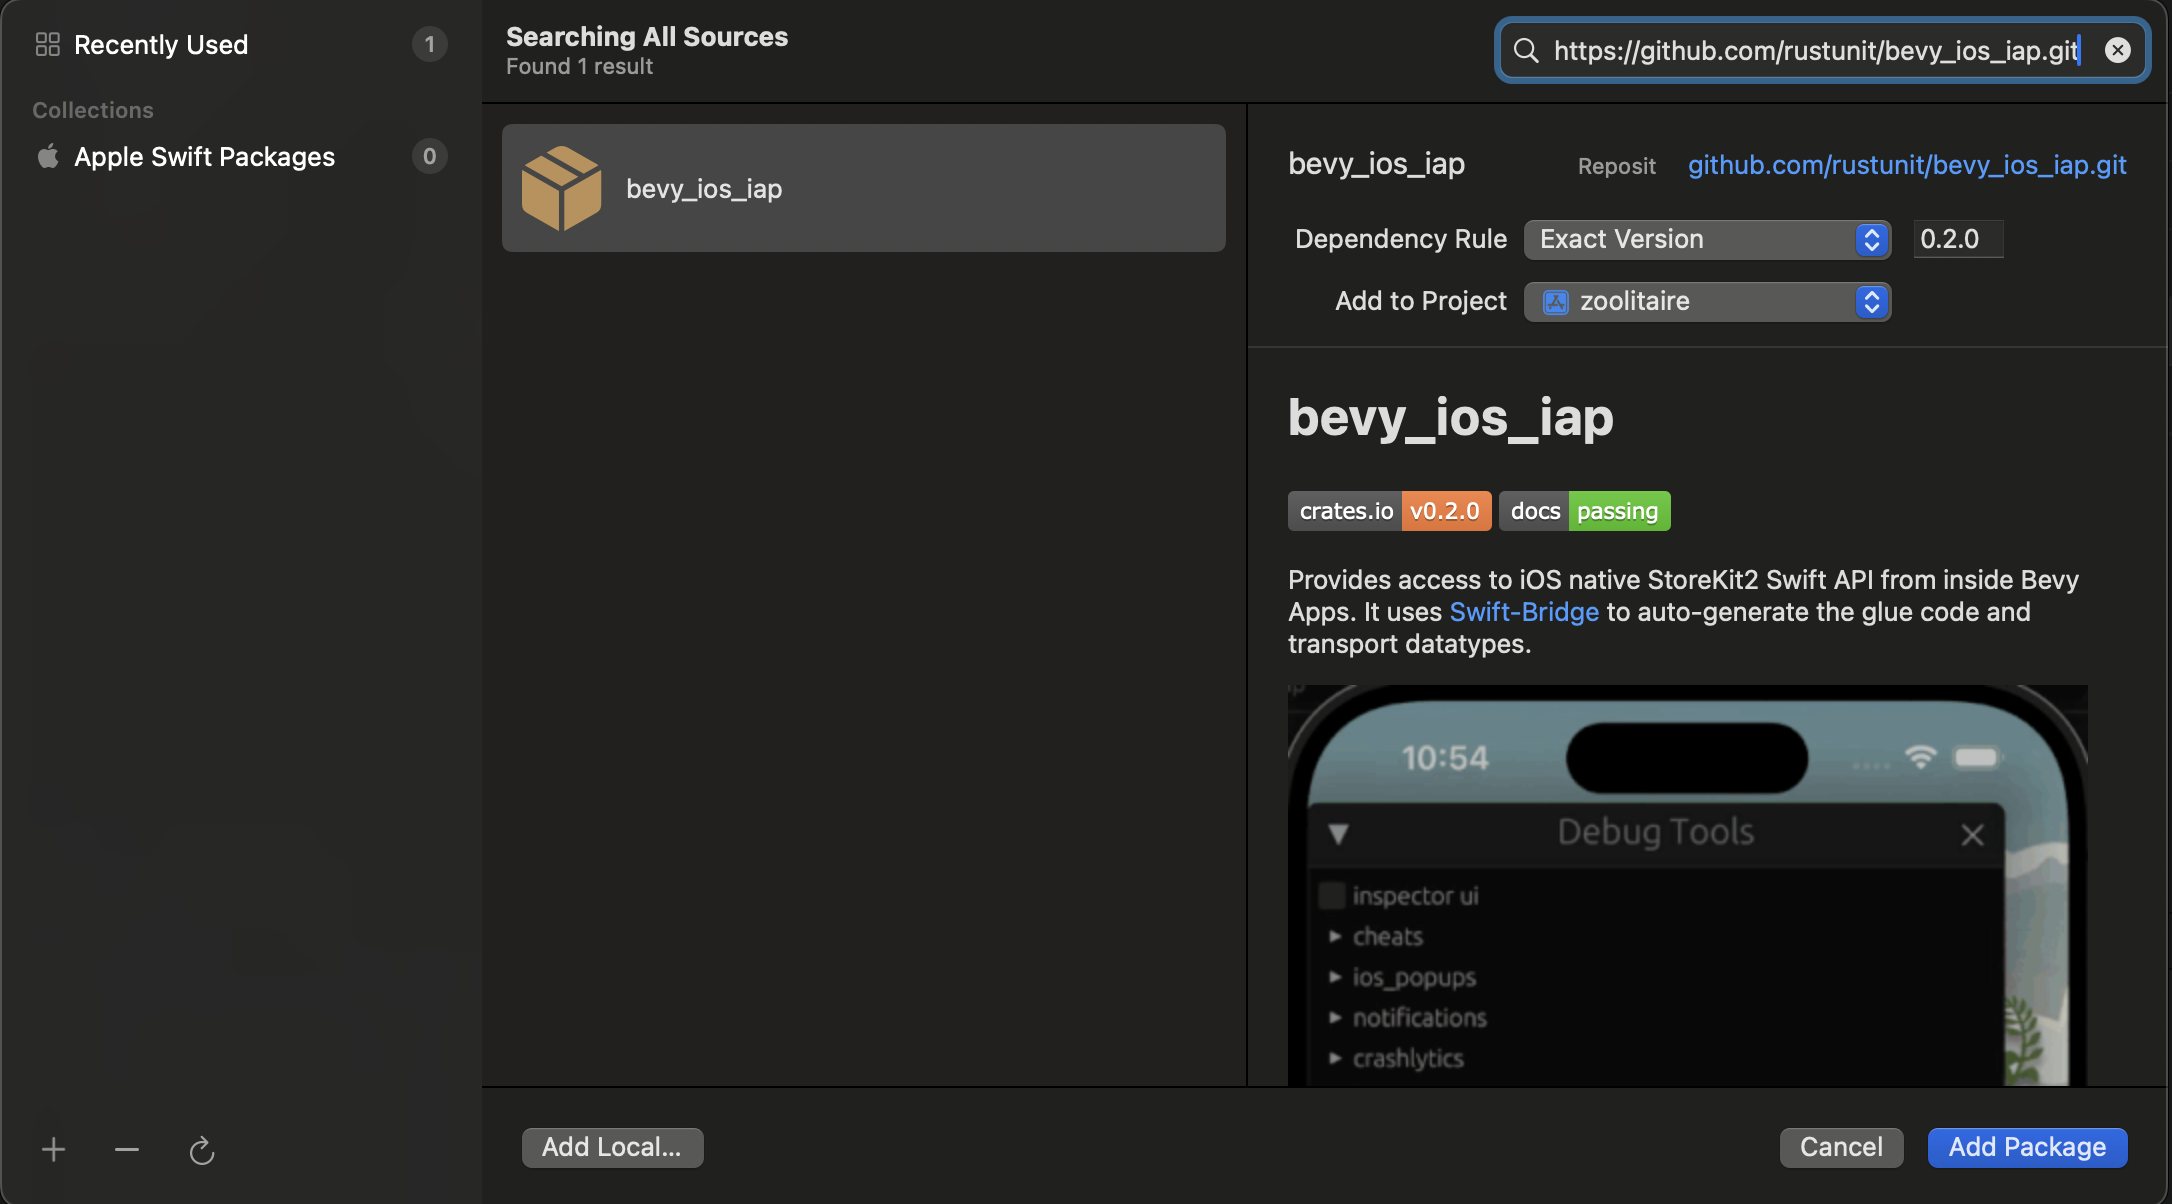 Recently Used 1
Collections
Apple Swift Packages 0
Searching All Sources
Found 1 result
https://github.com/rustunit/bevy_ios_iap.git
bevy_ios_iap
bevy_ios_iap Reposit github.com/rustunit/bevy_ios_iap.git
Dependency Rule Exact Version 0.2.0
Add to Project zoolitaire
bevy_ios_iap
crates.io v0.2.0 docs passing
Provides access to iOS native StoreKit2 Swift API from inside Bevy
Apps. It uses Swift-Bridge to auto-generate the glue code and
transport datatypes.
10:54
Debug Tools
inspector ui
cheats
ios_popups
notifications
crashlytics
Add Local...
Cancel
Add Package